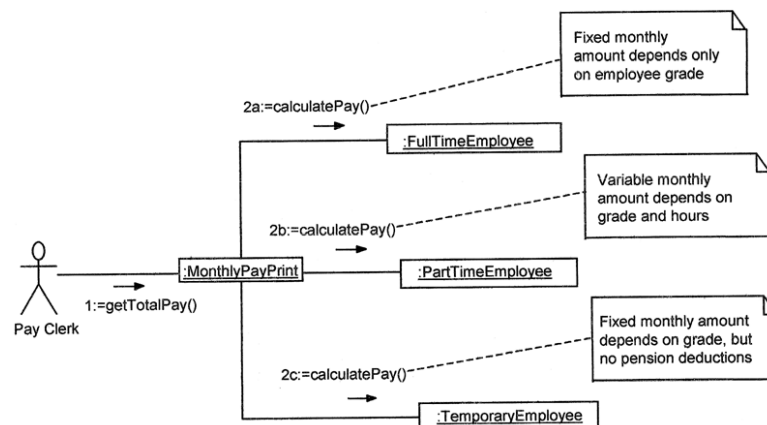 Fixed monthly
amount depends only
on employee grade
2a:=calculatePay()
:FullTimeEmployee
Variable monthly
amount depends on
grade and hours
2b:=calculatePay()
:MonthlyPayPrint
:PartTimeEmployee
1:=getTotalPay()
Pay Clerk
Fixed monthly amount
depends on grade, but
no pension deductions
2c:=calculatePay()
:TemporaryEmployee